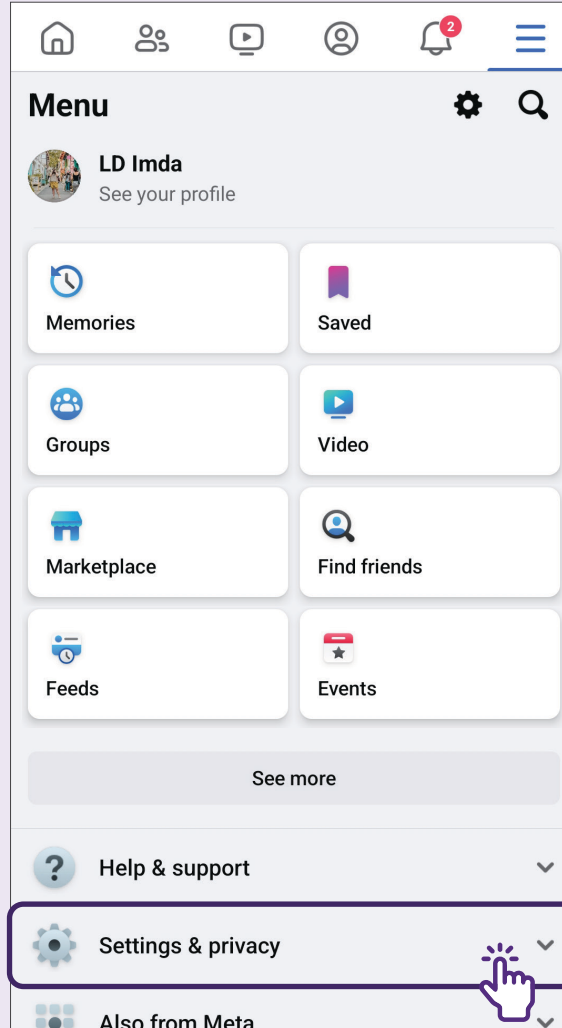 2
Menu
LD Imda
See your profile
Memories
Saved
Groups
Video
Marketplace
Find friends
Feeds
Events
See more
Help & support
Settings & privacy
Also from Meta